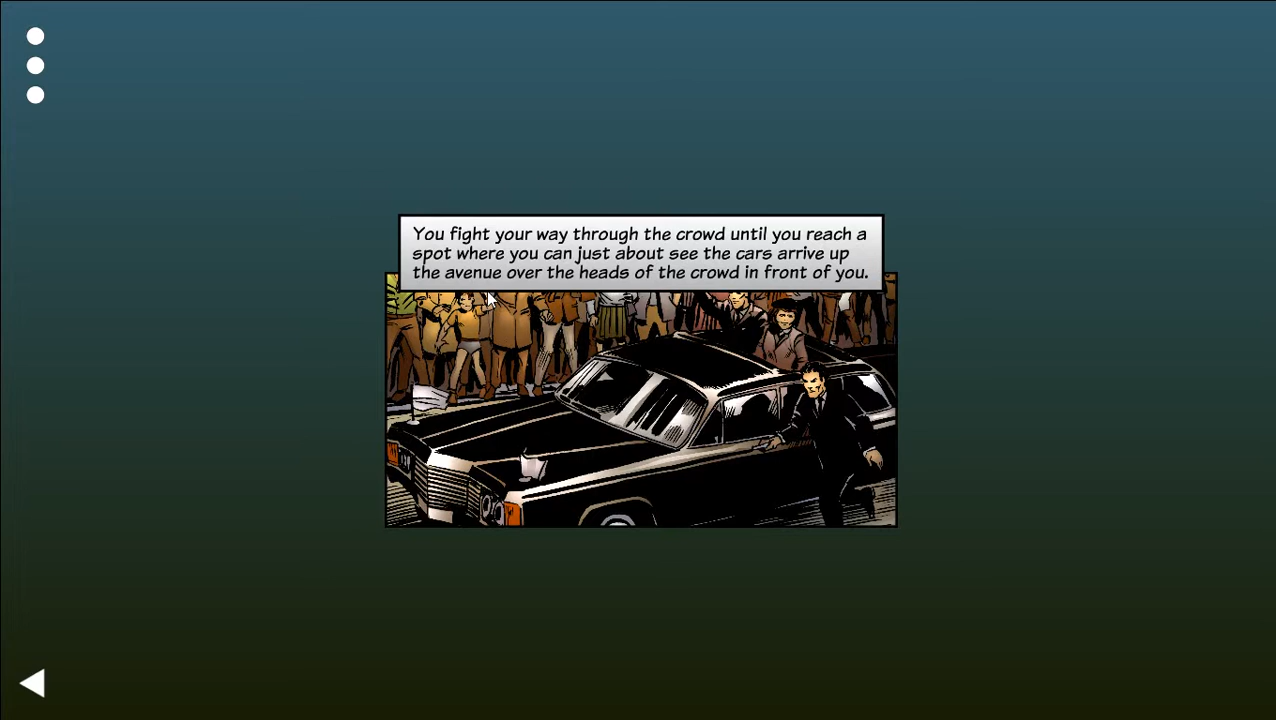 You fight your way through the crowd until you reach a
spot where you can just about see the cars arrive up
the avenue over the heads of the crowd in front of you.